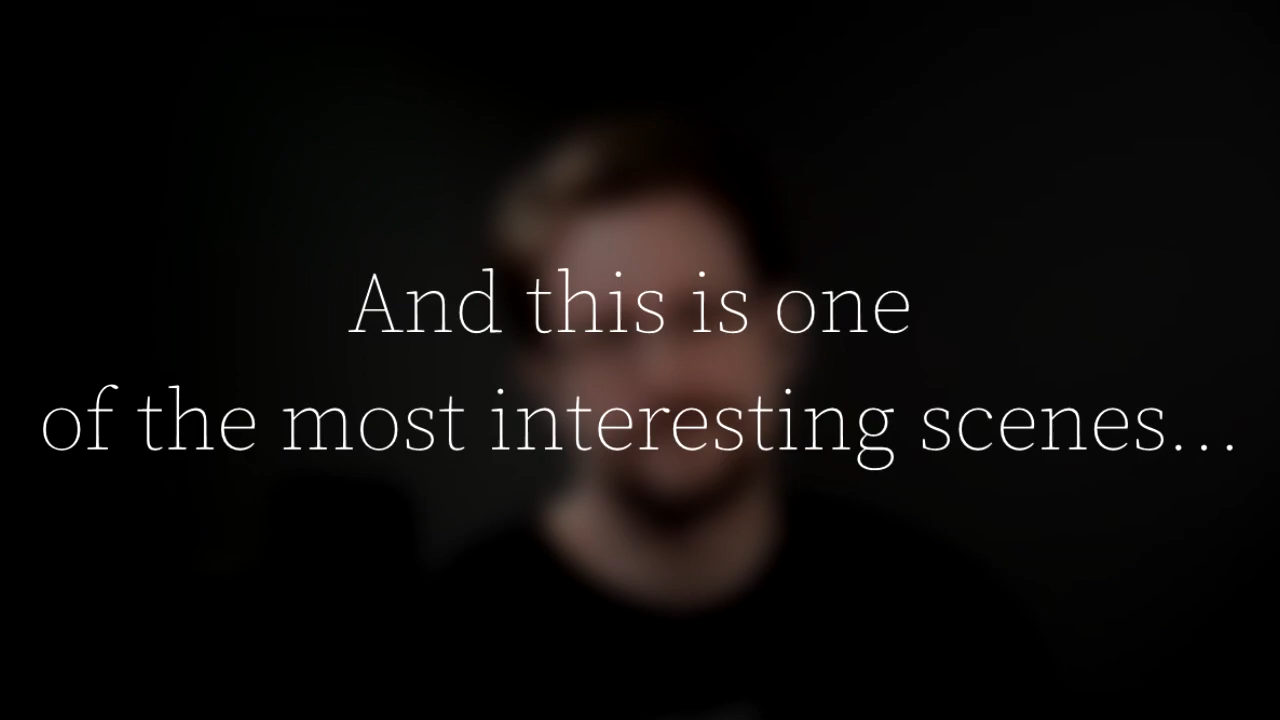 And this is one
of the most interesting scenes...